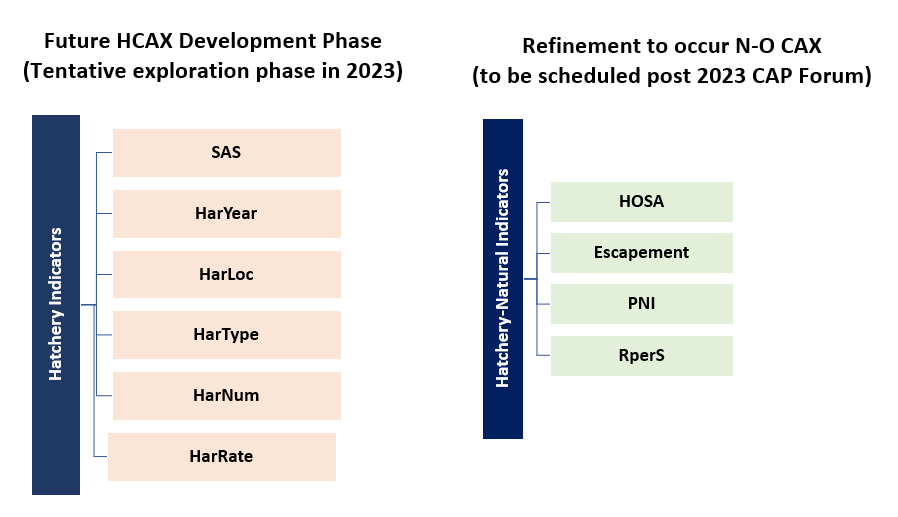 Future HCAX Development Phase
(Tentative exploration phase in 2023)
Hatchery Indicators
SAS
HarYear
HarLoc
HarType
HarNum
HarRate
Refinement to occur N-O CAX
(to be scheduled post 2023 CAP Forum)
Hatchery-Natural Indicators
HOSA
Escapement
PNI
RperS